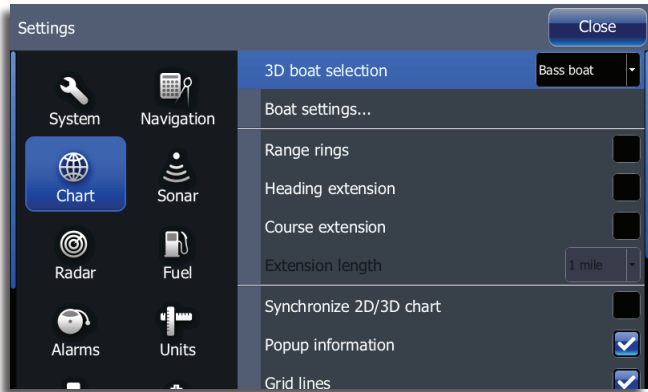 Settings
Close
System
Navigation
Chart
Sonar
Radar
Fuel
Alarms
Units
3D boat selection
Bass boat
Boat settings...
Range rings
Heading extension
Course extension
Extension length
1 mile
Synchronize 2D/3D chart
Popup information
Grid lines